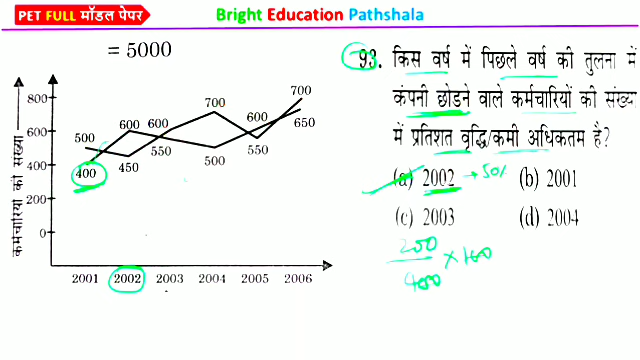 PET FULL मॉडल पेपर
Bright Education Pathshala
= 5000
कर्मचारियों की संख्या
800
600
400
200
0
500
400
600
450
600
550
700
500
600
550
700
650
2001 2002 2003 2004 2005 2006
93. किस वर्ष में पिछले वर्ष की तुलना में
कंपनी छोड़ने वाले कर्मचारियों की संख्या
में प्रतिशत वृद्धि/कमी अधिकतम है?
(a) 2002 → 50% (b) 2001
(c) 2003 (d) 2004
200
400
× 100